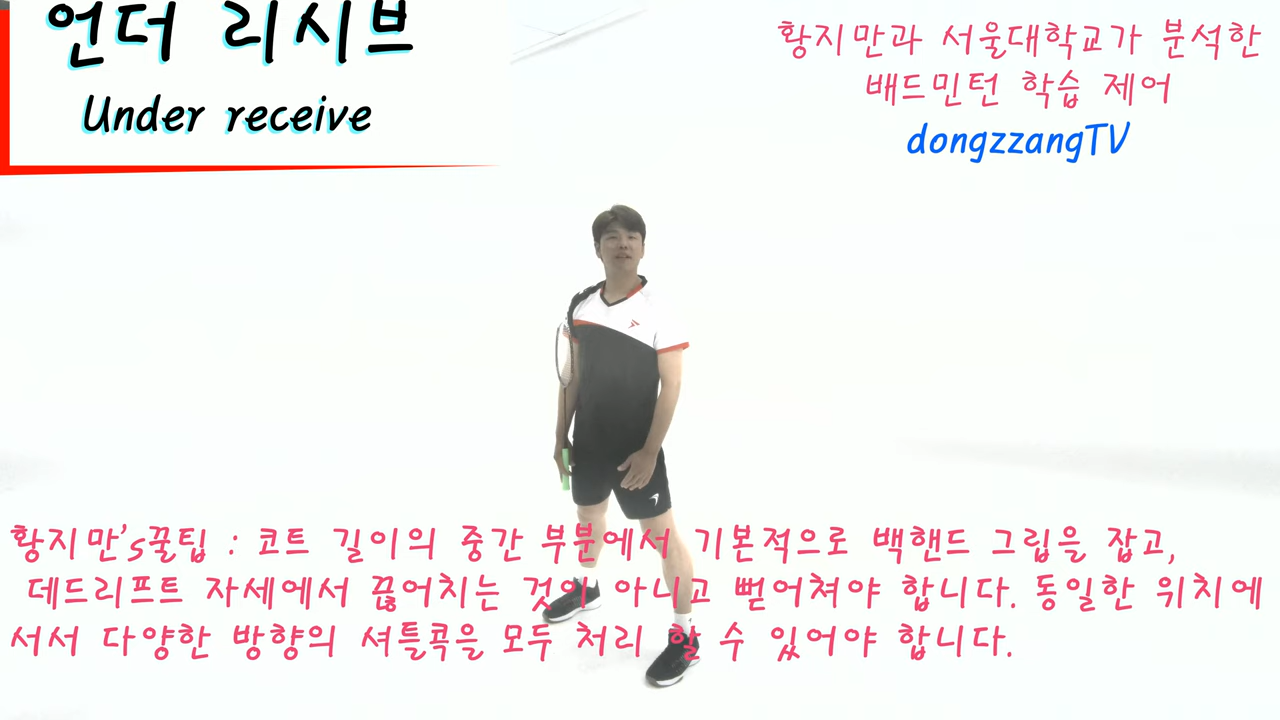 언더 리시브
Under receive
황지만과 서울대학교가 분석한
배드민턴 학습 제어
dongzzangTV
황지만's꿀팁 : 코트 길이의 중간 부분에서 기본적으로 백핸드 그립을 잡고,
데드리프트 자세에서 끊어치는 것이 아니고 뻗어쳐야 합니다. 동일한 위치에
서서 다양한 방향의 셔틀콕을 모두 처리 할 수 있어야 합니다.